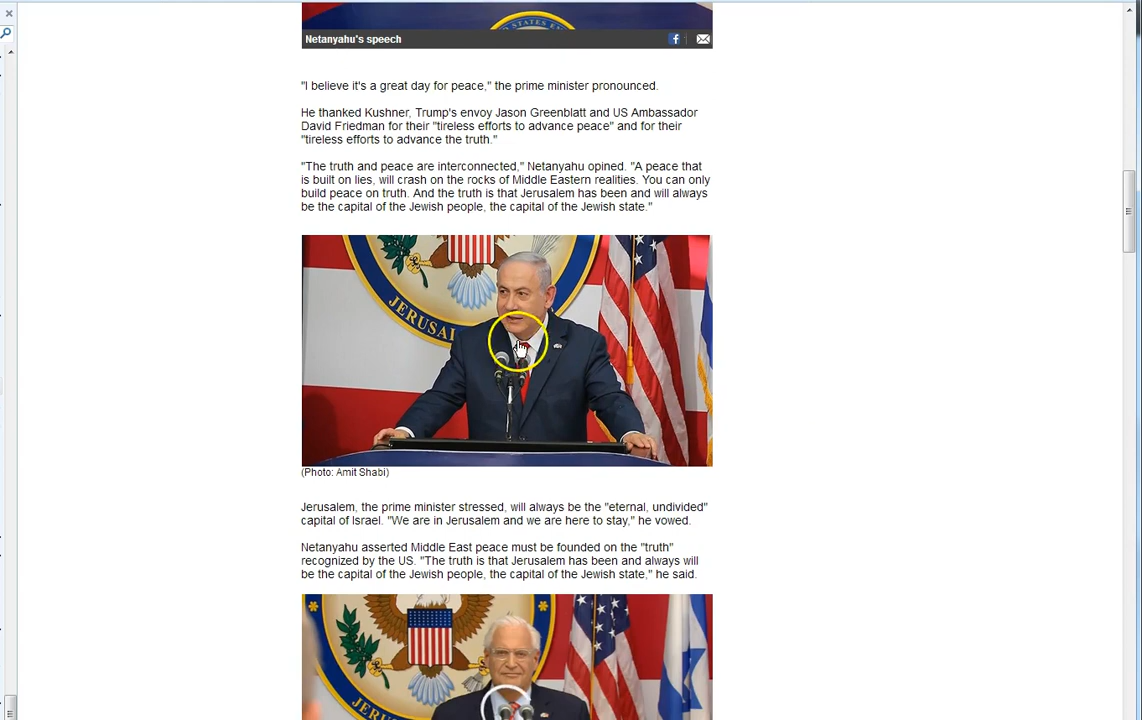 STATES EM
Netanyahu's speech
"I believe it's a great day for peace," the prime minister pronounced.
He thanked Kushner, Trump's envoy Jason Greenblatt and US Ambassador
David Friedman for their "tireless efforts to advance peace" and for their
"tireless efforts to advance the truth."
"The truth and peace are interconnected," Netanyahu opined. "A peace that
is built on lies, will crash on the rocks of Middle Eastern realities. You can only
build peace on truth. And the truth is that Jerusalem has been and will always
be the capital of the Jewish people, the capital of the Jewish state."
JERUSAL
(Photo: Amit Shabi)
Jerusalem, the prime minister stressed, will always be the "eternal, undivided"
capital of Israel. "We are in Jerusalem and we are here to stay," he vowed.
Netanyahu asserted Middle East peace must be founded on the "truth"
recognized by the US. "The truth is that Jerusalem has been and always will
be the capital of the Jewish people, the capital of the Jewish state," he said.